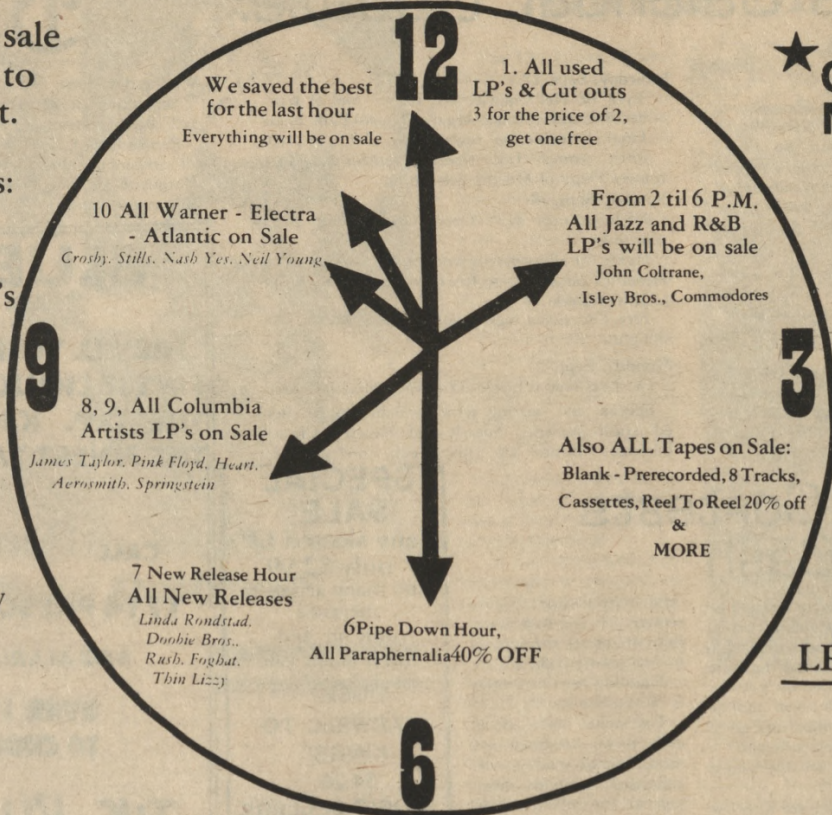 sale
to
t.
s:
's
12
We saved the best
for the last hour
Everything will be on sale
1. All used
LP's & Cut outs
3 for the price of 2,
get one free
10 All Warner - Electra
- Atlantic on Sale
Crosby. Stills. Nash Yes. Neil Young
From 2 til 6 P.M.
All Jazz and R&B
LP's will be on sale
John Coltrane,
Isley Bros., Commodores
9
3
8, 9, All Columbia
Artists LP's on Sale
James Taylor. Pink Floyd. Heart.
Aerosmith. Springstein
Also ALL Tapes on Sale:
Blank - Prerecorded, 8 Tracks,
Cassettes, Reel To Reel 20% off
&
MORE
7 New Release Hour
All New Releases
Linda Rondstad.
Doobie Bros..
Rush. Foghat.
Thin Lizzy
6 Pipe Down Hour,
All Paraphernalia 40% OFF
6